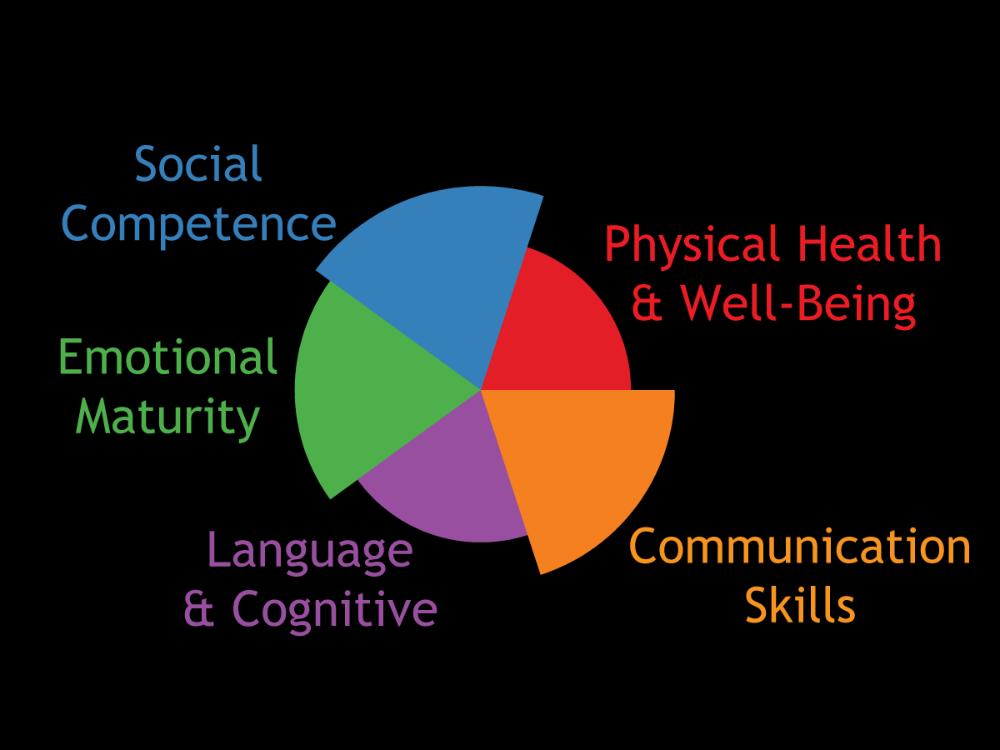 Social
Competence
Physical Health
& Well-Being
Emotional
Maturity
Language
& Cognitive
Communication
Skills